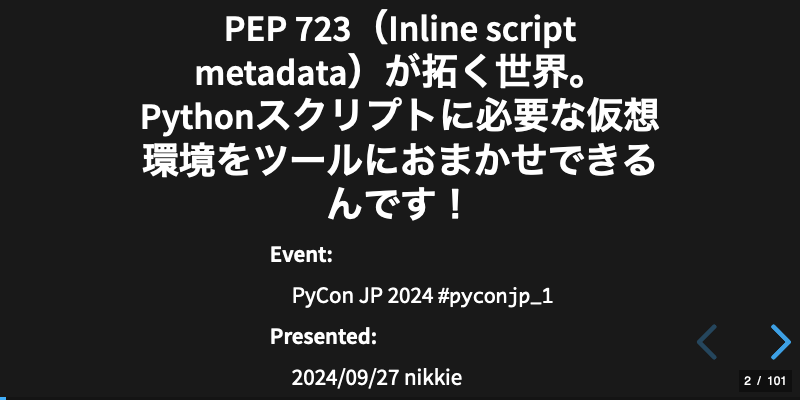 PEP 723（Inline script
metadata）が拓く世界。
Pythonスクリプトに必要な仮想
環境をツールにおまかせできる
んです！
Event:
PyCon JP 2024 #pyconjp_1
Presented:
2024/09/27 nikkie
2 / 101